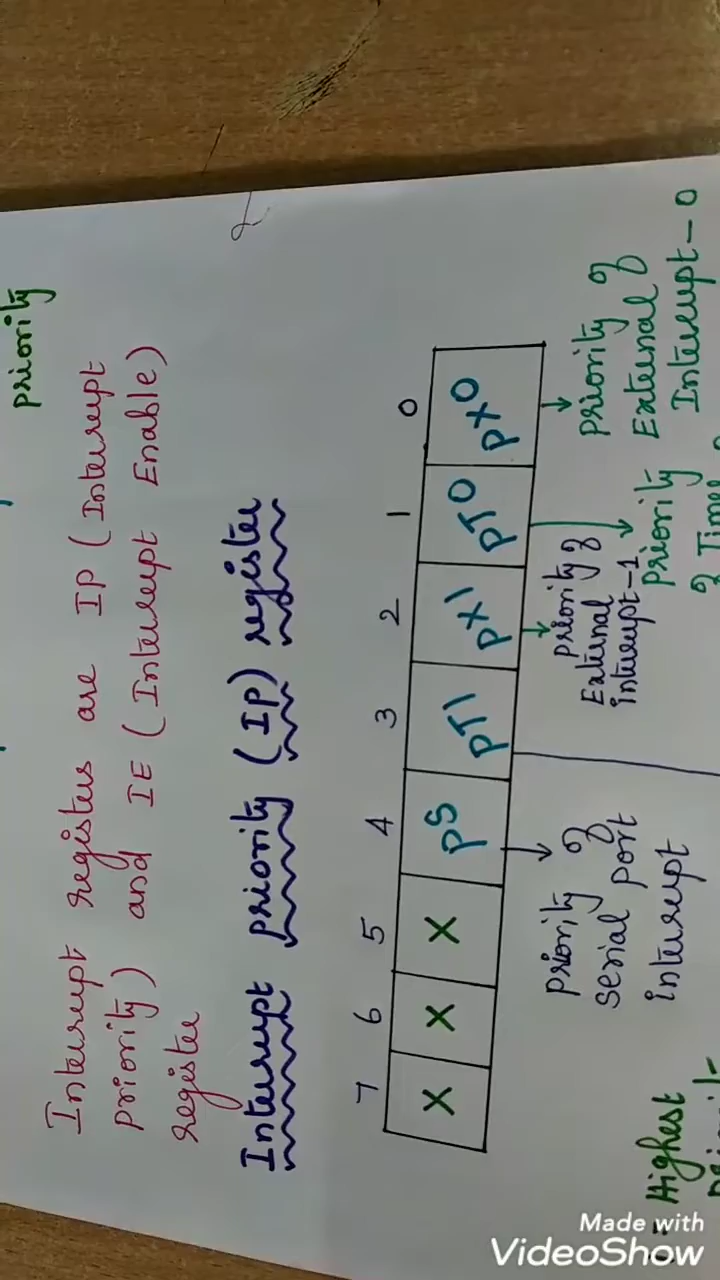 priority
Interrupt registers are IP (Interrupt
priority) and IE (Interrupt Enable)
register
Interrupt priority (IP) register
7 6 5 4 3 2 1 0
X X X PS PT1 PX1 PT0 PX0
priority of
serial port
interrupt
priority of
External
interrupt-1
priority
of Timer
priority of
External of
Interrupt-0
Highest
Made with
VideoShow